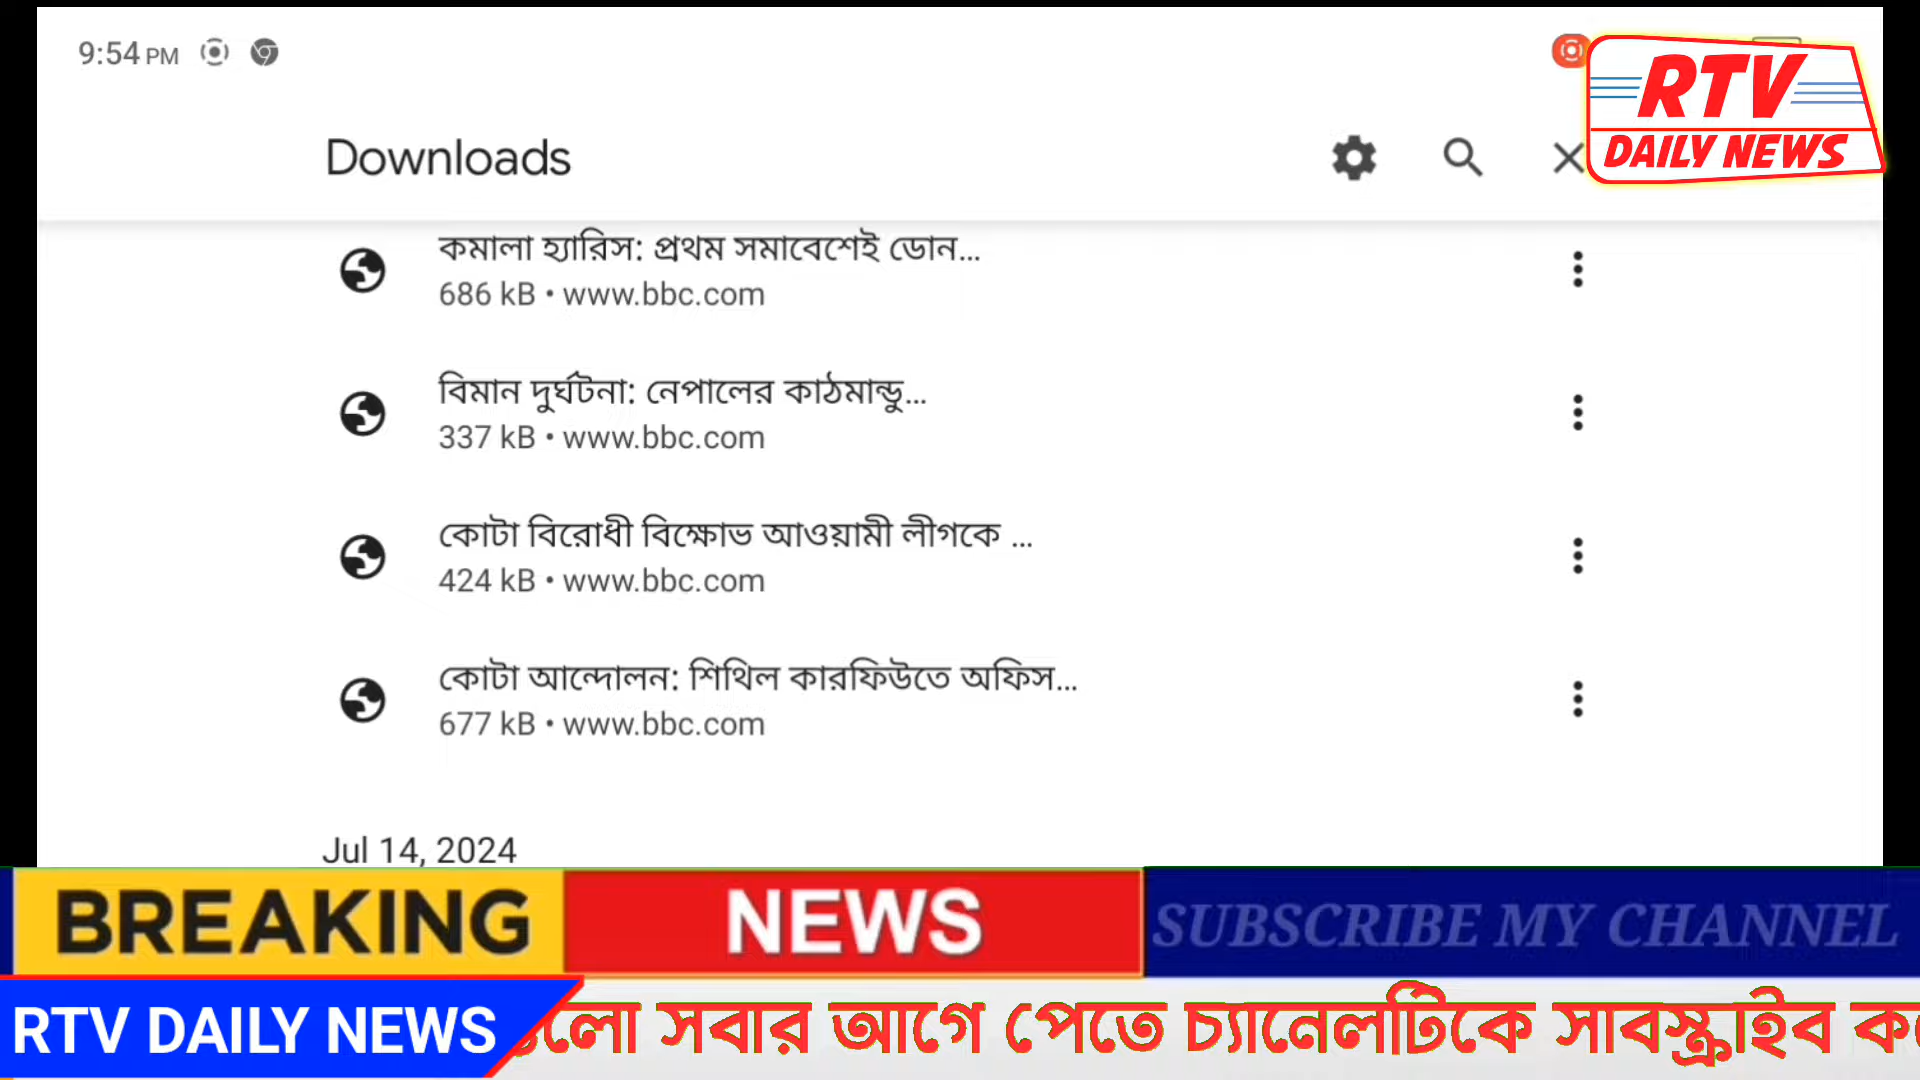 9:54 PM
RTV
DAILY NEWS
Downloads
কমালা হ্যারিস: প্রথম সমাবেশেই ডোন...
686 kB • www.bbc.com
বিমান দুর্ঘটনা: নেপালের কাঠমান্ডু...
337 kB • www.bbc.com
কোটা বিরোধী বিক্ষোভ আওয়ামী লীগকে ...
424 kB • www.bbc.com
কোটা আন্দোলন: শিথিল কারফিউতে অফিস...
677 kB • www.bbc.com
Jul 14, 2024
BREAKING NEWS SUBSCRIBE MY CHANNEL
RTV DAILY NEWS সবার আগে পেতে চ্যানেলটিকে সাবস্ক্রাইব